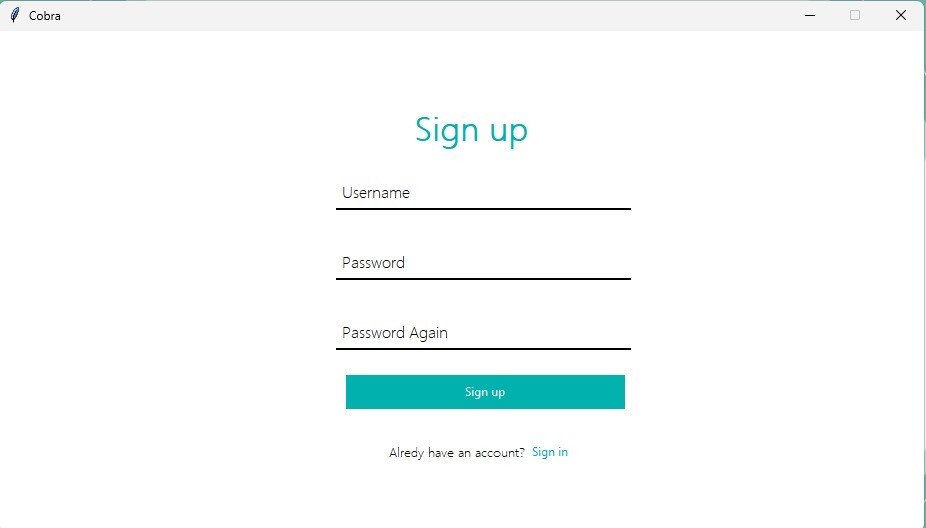 Cobra
Sign up
Username
Password
Password Again
Sign up
Alredy have an account? Sign in